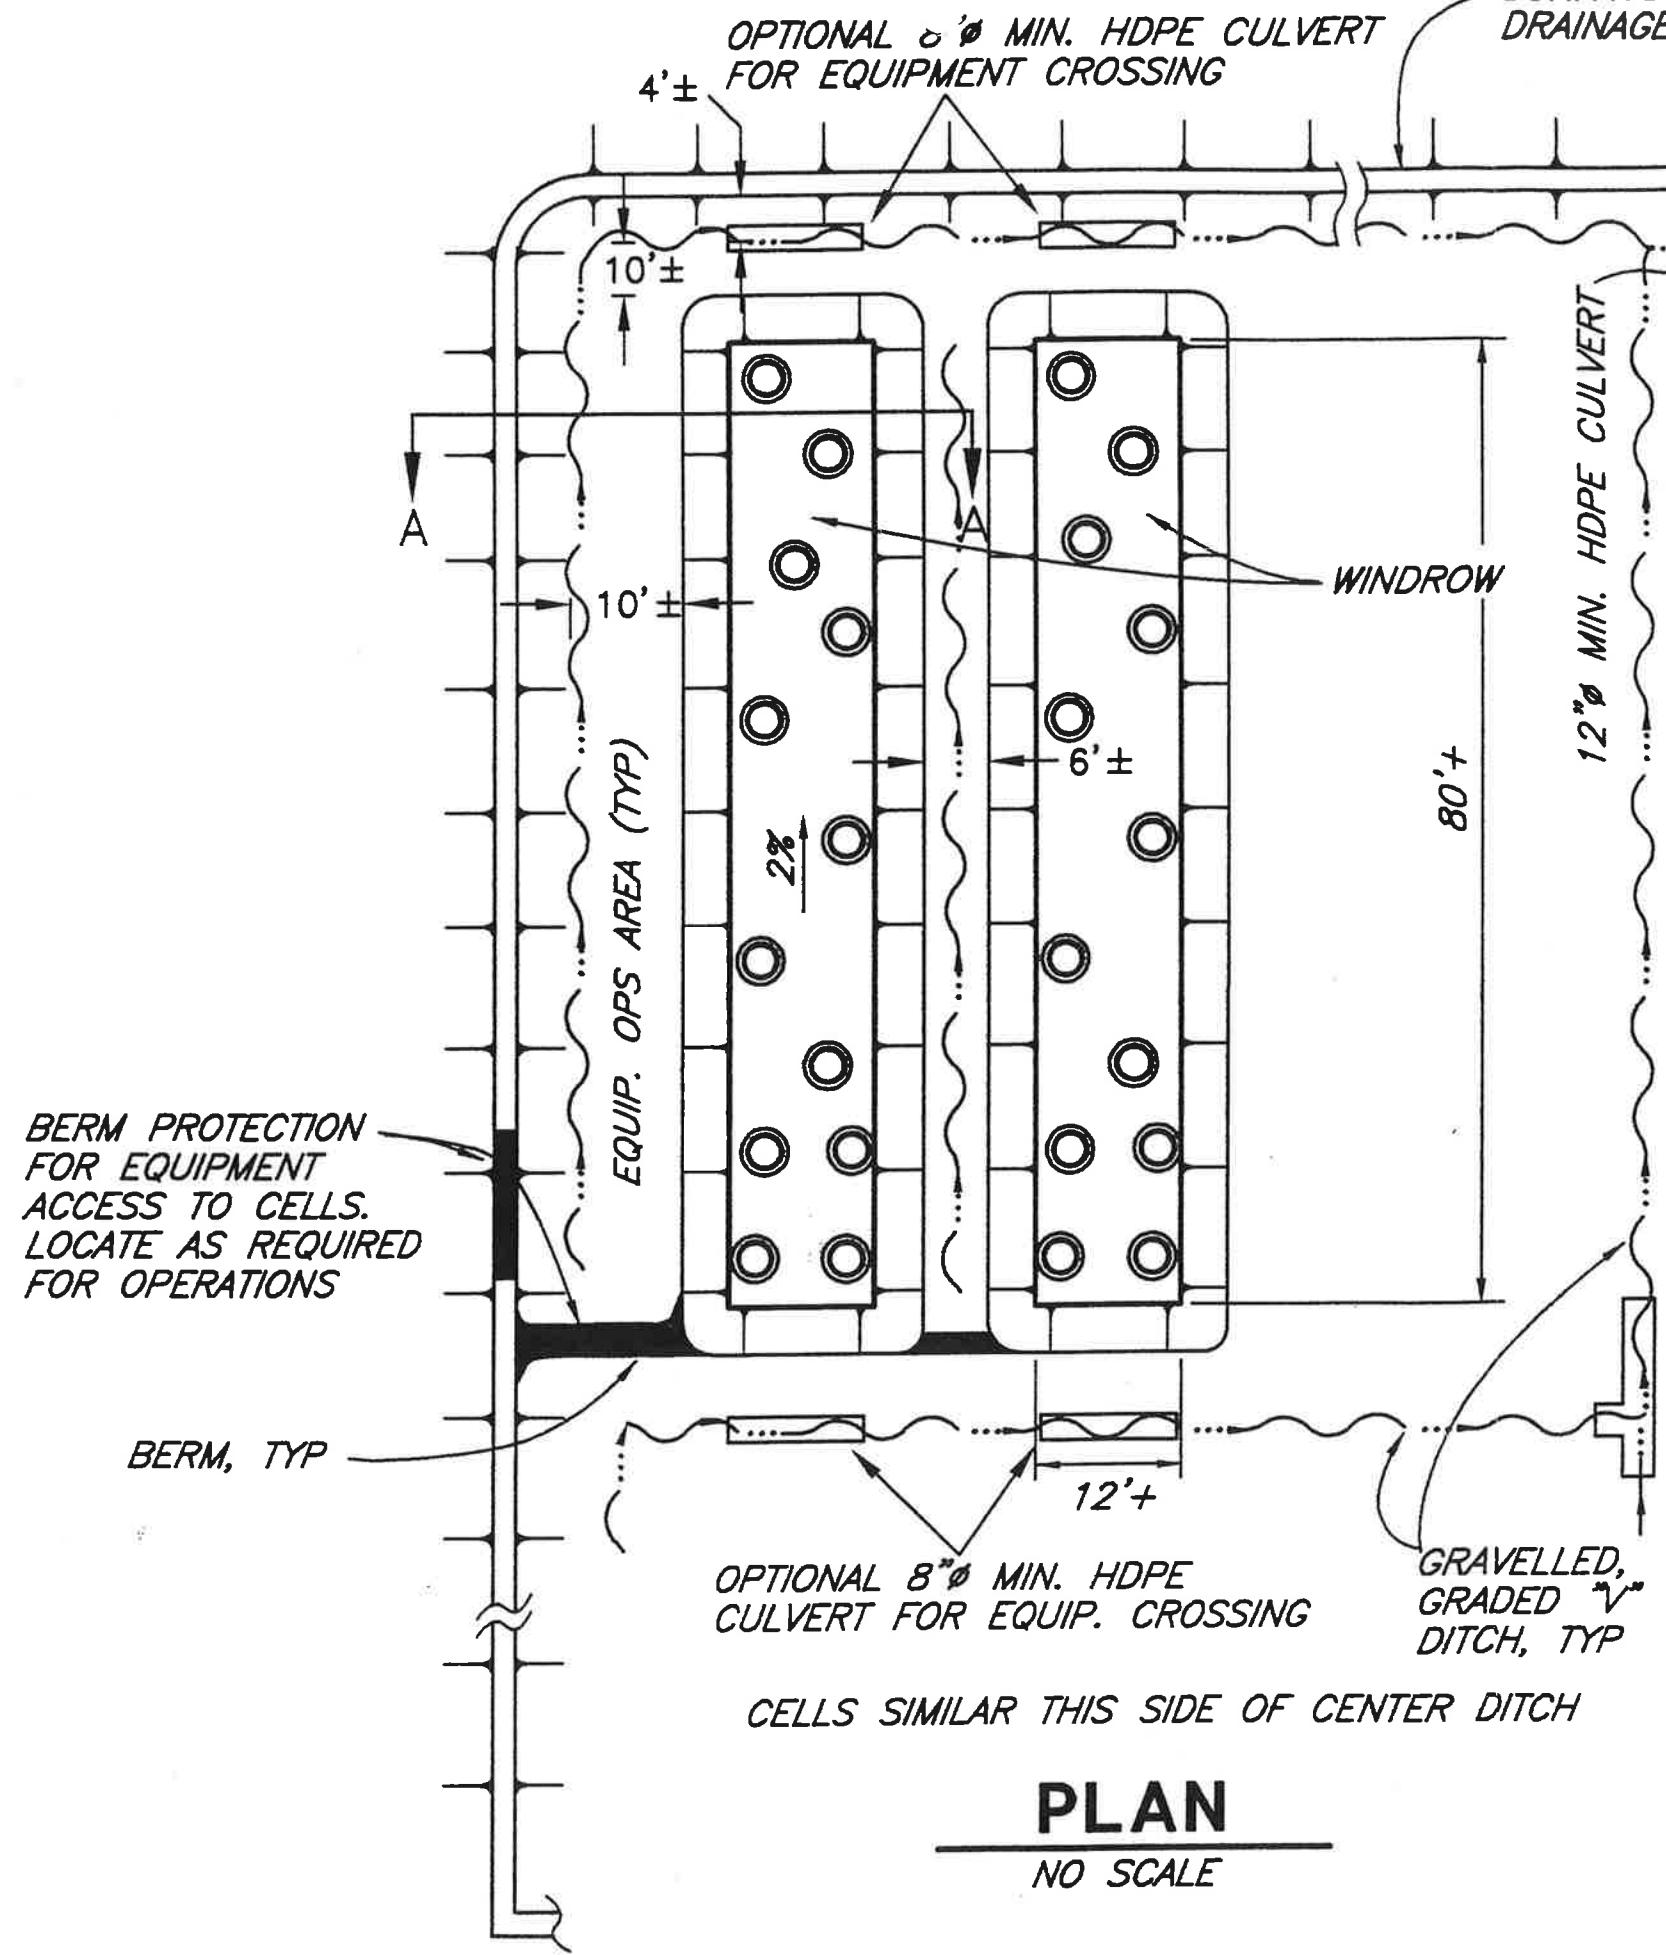 DRAINAGE
OPTIONAL 'ø MIN. HDPE CULVERT
FOR EQUIPMENT CROSSING
4'±
10'±
12"ø MIN. HDPE CULVERT
A
A
WINDROW
10'±
6'±
80'+
2%
EQUIP. OPS AREA (TYP)
BERM PROTECTION
FOR EQUIPMENT
ACCESS TO CELLS.
LOCATE AS REQUIRED
FOR OPERATIONS
BERM, TYP
12'+
OPTIONAL 8"ø MIN. HDPE
CULVERT FOR EQUIP. CROSSING
GRAVELLED,
GRADED "V"
DITCH, TYP
CELLS SIMILAR THIS SIDE OF CENTER DITCH
PLAN
NO SCALE